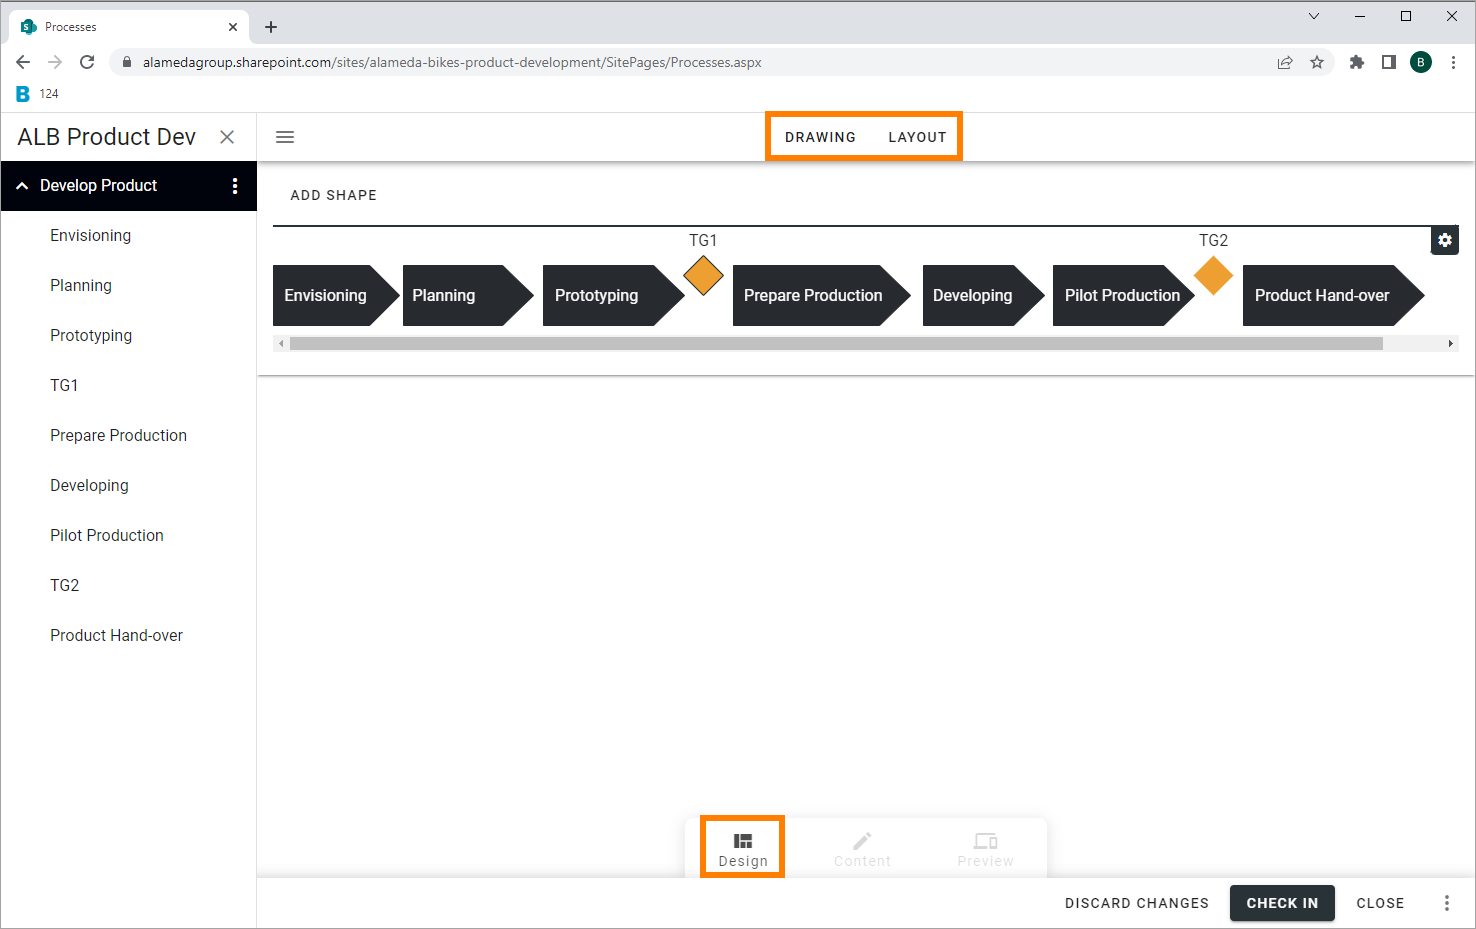 Processes
alamedagroup.sharepoint.com/sites/alameda-bikes-product-development/SitePages/Processes.aspx
B
B 124
ALB Product Dev
DRAWING LAYOUT
Develop Product
Envisioning
Planning
Prototyping
TG1
Prepare Production
Developing
Pilot Production
TG2
Product Hand-over
ADD SHAPE
TG1 TG2
Envisioning Planning Prototyping Prepare Production Developing Pilot Production Product Hand-over
Design Content Preview
DISCARD CHANGES CHECK IN CLOSE